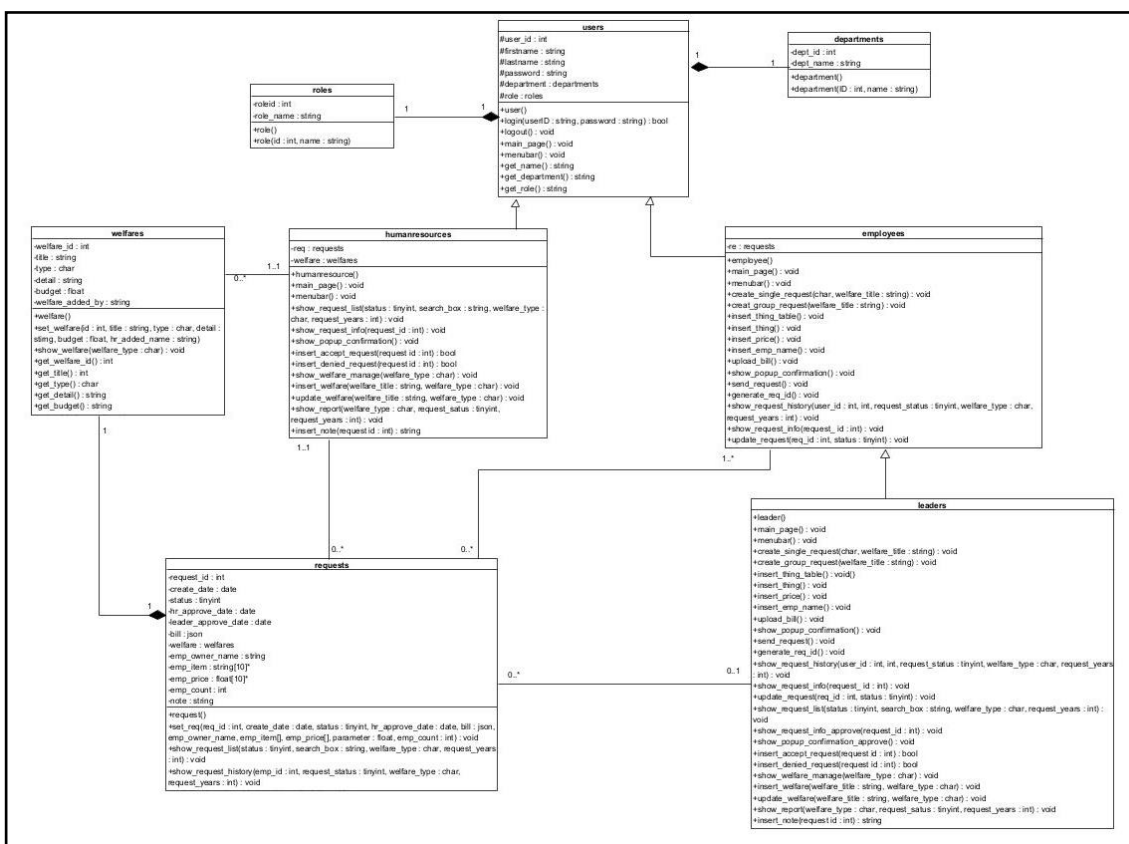 users
#user_id : int
#firstname : string
#lastname : string
#password : string
#department : departments
#role : roles
+user()
+login(userID : string, password : string) : bool
+logout() : void
+main_page() : void
+menubar() : void
+get_name() : string
+get_department() : string
+get_role() : string
1
1
departments
-dept_id : int
-dept_name : string
+department()
+department(ID : int, name : string)
roles
-roleid : int
-role_name : string
+role()
+role(id : int, name : string)
1
1
welfares
-welfare_id : int
-title : string
-type : char
-detail : string
-budget : float
-welfare_added_by : string
+welfare()
+set_welfare(id : int, title : string, type : char, detail :
string, budget : float, hr_added_name : string)
+show_welfare(welfare_type : char) : void
+get_welfare_id() : int
+get_title() : int
+get_type() : char
+get_detail() : string
+get_budget() : string
0..*
1..1
humanresources
-req : requests
-welfare : welfares
+humanresource()
+main_page() : void
+menubar() : void
+show_request_list(status : tinyint, search_box : string, welfare_type :
char, request_years : int) : void
+show_request_info(request_id : int) : void
+show_popup_confirmation() : void
+insert_accept_request(request id : int) : bool
+insert_denied_request(request id : int) : bool
+show_welfare_manage(welfare_type : char) : void
+insert_welfare(welfare_title : string, welfare_type : char) : void
+update_welfare(welfare_title : string, welfare_type : char) : void
+show_report(welfare_type : char, request_satus : tinyint,
request_years : int) : void
+insert_note(request id : int) : string
employees
-re : requests
+employee()
+main_page() : void
+menubar() : void
+create_single_request(char, welfare_title : string) : void
+creat_group_request(welfare_title : string) : void
+insert_thing_table() : void
+insert_thing() : void
+insert_price() : void
+insert_emp_name() : void
+upload_bill() : void
+show_popup_confirmation() : void
+send_request() : void
+generate_req_id() : void
+show_request_history(user_id : int, int, request_status : tinyint, welfare_type : char,
request_years : int) : void
+show_request_info(request_ id : int) : void
+update_request(req_id : int, status : tinyint) : void
1
1..1
1..*
0..*
0..*
1
requests
-request_id : int
-create_date : date
-status : tinyint
-hr_approve_date : date
-leader_approve_date : date
-bill : json
-welfare : welfares
-emp_owner_name : string
-emp_item : string[10]*
-emp_price : float[10]*
-emp_count : int
-note : string
+request()
+set_req(req_id : int, create_date : date, status : tinyint, hr_approve_date : date, bill : json,
emp_owner_name, emp_item[], emp_price[], parameter : float, emp_count : int) : void
+show_request_list(status : tinyint, search_box : string, welfare_type : char, request_years
: int) : void
+show_request_history(emp_id : int, request_status : tinyint, welfare_type : char,
request_years : int) : void
0..*
0..1
leaders
+leader()
+main_page() : void
+menubar() : void
+create_single_request(char, welfare_title : string) : void
+create_group_request(welfare_title : string) : void
+insert_thing_table() : void()
+insert_thing() : void
+insert_price() : void
+insert_emp_name() : void
+upload_bill() : void
+show_popup_confirmation() : void
+send_request() : void
+generate_req_id() : void
+show_request_history(user_id : int, int, request_status : tinyint, welfare_type : char, request_years
: int) : void
+show_request_info(request_id : int) : void
+update_request(req_id : int, status : tinyint) : void
+show_request_list(status : tinyint, search_box : string, welfare_type : char, request_years : int) :
void
+show_request_info_approve(request_id : int) : void
+show_popup_confirmation_approve() : void
+insert_accept_request(request id : int) : bool
+insert_denied_request(request id : int) : bool
+show_welfare_manage(welfare_type : char) : void
+insert_welfare(welfare_title : string, welfare_type : char) : void
+update_welfare(welfare_title : string, welfare_type : char) : void
+show_report(welfare_type : char, request_satus : tinyint, request_years : int) : void
+insert_note(request id : int) : string